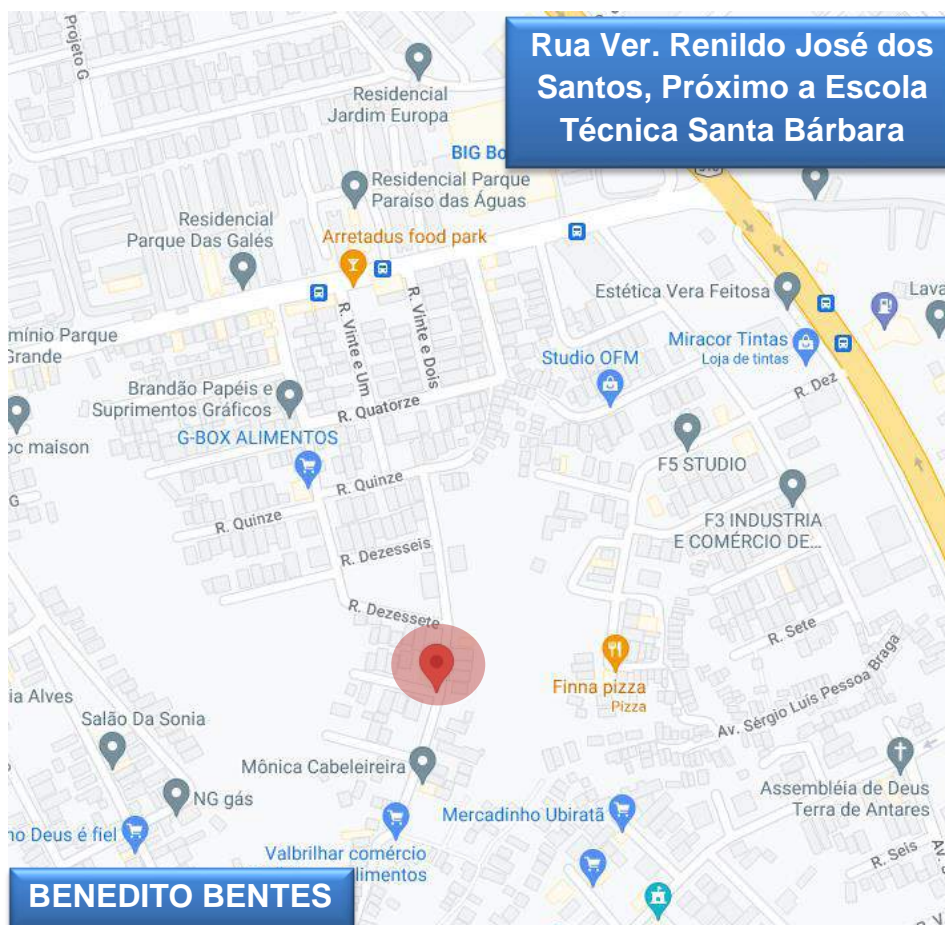 Rua Ver. Renildo José dos
Santos, Próximo a Escola
Técnica Santa Bárbara
Projeto G
Residencial
Jardim Europa
BIG
Residencial Parque
Paraíso das Águas
Residencial
Parque Das Galés
Arretadus food park
Estética Vera Feitosa
Lava
mínio Parque
Grande
R. Vinte e Um
R. Vinte e Dois
Miracor Tintas
Loja de tintas
Studio OFM
R. Dez
Brandão Papéis e
Suprimentos Gráficos
R. Quatorze
oc maison
G-BOX ALIMENTOS
F5 STUDIO
R. Quinze
G
R. Quinze
F3 INDUSTRIA
E COMÉRCIO DE...
R. Dezesseis
R. Dezessete
R. Sete
Finna pizza
Pizza
ia Alves
Av. Sérgio Luís Pessoa Braga
Salão Da Sonia
Mônica Cabeleireira
Assembléia de Deus
Terra de Antares
NG gás
Mercadinho Ubiratã
no Deus é fiel
Valbrilhar comércio
limentos
R. Seis
Av.
BENEDITO BENTES